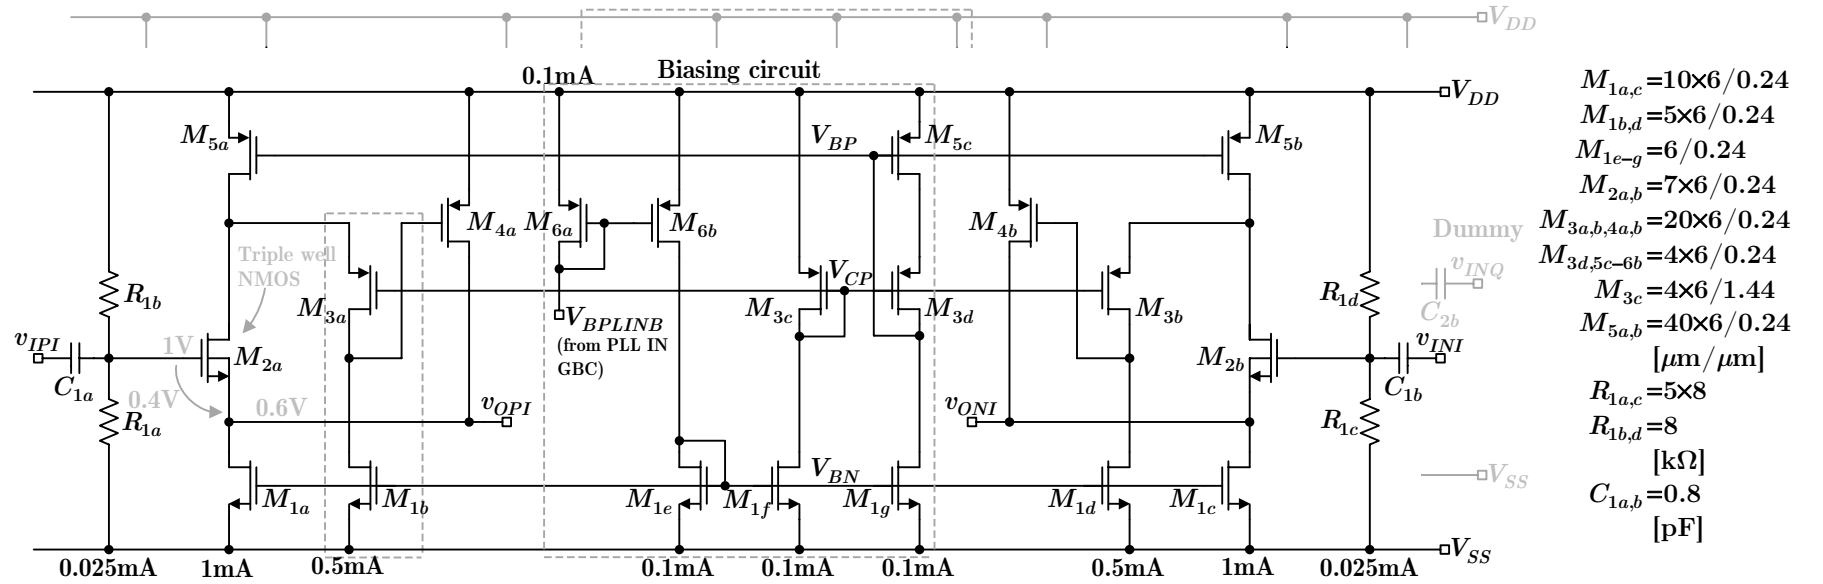 V_DD
0.1mA
Biasing circuit
V_DD
M_5a
V_BP
M_5c
M_5b
M_4a
M_6a
M_6b
M_4b
Triple well
NMOS
V_CP
R_1b
M_3a
M_3c
M_3d
M_3b
R_1d
V_BPLINB
(from PLL IN
GBC)
v_IPI
1V
M_2a
M_2b
v_INI
C_1a
0.4V
0.6V
R_1a
v_OPI
v_ONI
C_1b
R_1c
V_BN
M_1a
M_1b
M_1e
M_1f
M_1g
M_1d
M_1c
V_SS
0.025mA
1mA
0.5mA
0.1mA
0.1mA
0.1mA
0.5mA
1mA
0.025mA
Dummy
v_INQ
C_2b
V_SS
M_1a,c=10×6/0.24
M_1b,d=5×6/0.24
M_1e–g=6/0.24
M_2a,b=7×6/0.24
M_3a,b,4a,b=20×6/0.24
M_3d,5c–6b=4×6/0.24
M_3c=4×6/1.44
M_5a,b=40×6/0.24
[μm/μm]
R_1a,c=5×8
R_1b,d=8
[kΩ]
C_1a,b=0.8
[pF]